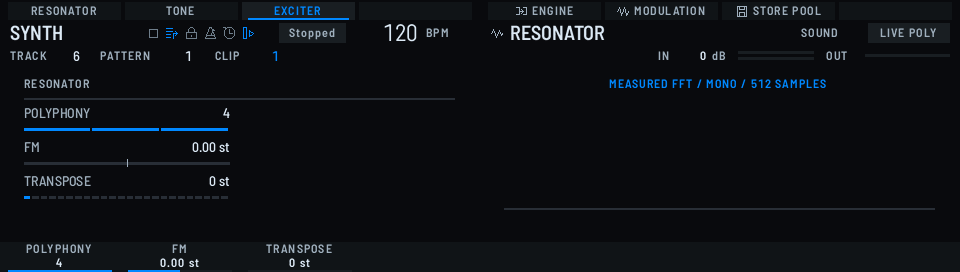 RESONATOR TONE EXCITER ENGINE MODULATION STORE POOL
SYNTH Stopped 120 BPM RESONATOR SOUND LIVE POLY
TRACK 6 PATTERN 1 CLIP 1 IN 0 dB OUT
RESONATOR MEASURED FFT / MONO / 512 SAMPLES
POLYPHONY 4
FM 0.00 st
TRANSPOSE 0 st
POLYPHONY FM TRANSPOSE
4 0.00 st 0 st